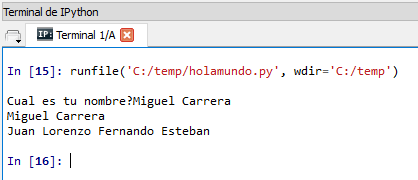 Terminal de IPython
IP: Terminal 1/A
In [15]: runfile('C:/temp/holamundo.py', wdir='C:/temp')
Cual es tu nombre?Miguel Carrera
Miguel Carrera
Juan Lorenzo Fernando Esteban
In [16]: